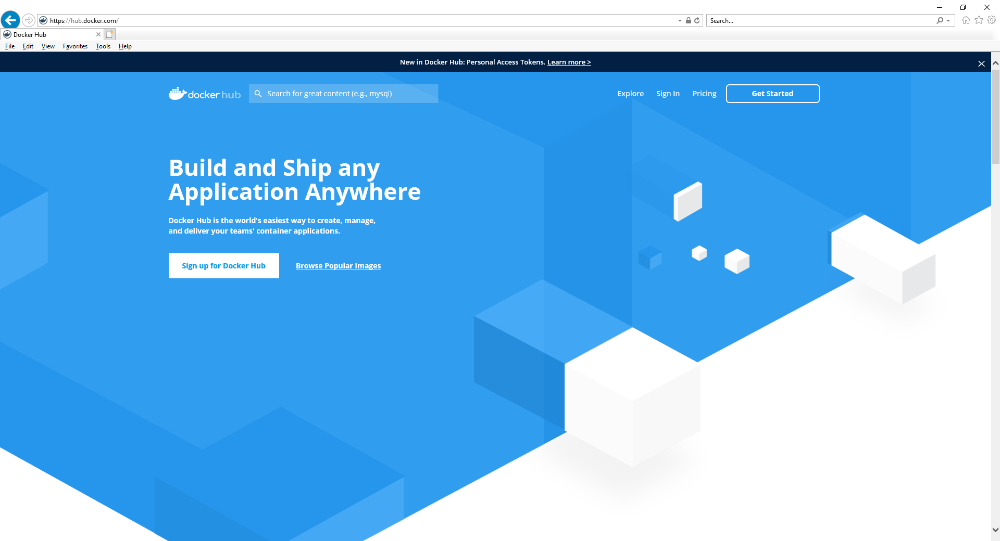 https://hub.docker.com/
Search...
Docker Hub
File Edit View Favorites Tools Help
New in Docker Hub: Personal Access Tokens. Learn more >
docker hub
Search for great content (e.g., mysql)
Explore Sign In Pricing Get Started
Build and Ship any
Application Anywhere
Docker Hub is the world's easiest way to create, manage,
and deliver your teams' container applications.
Sign up for Docker Hub Browse Popular Images